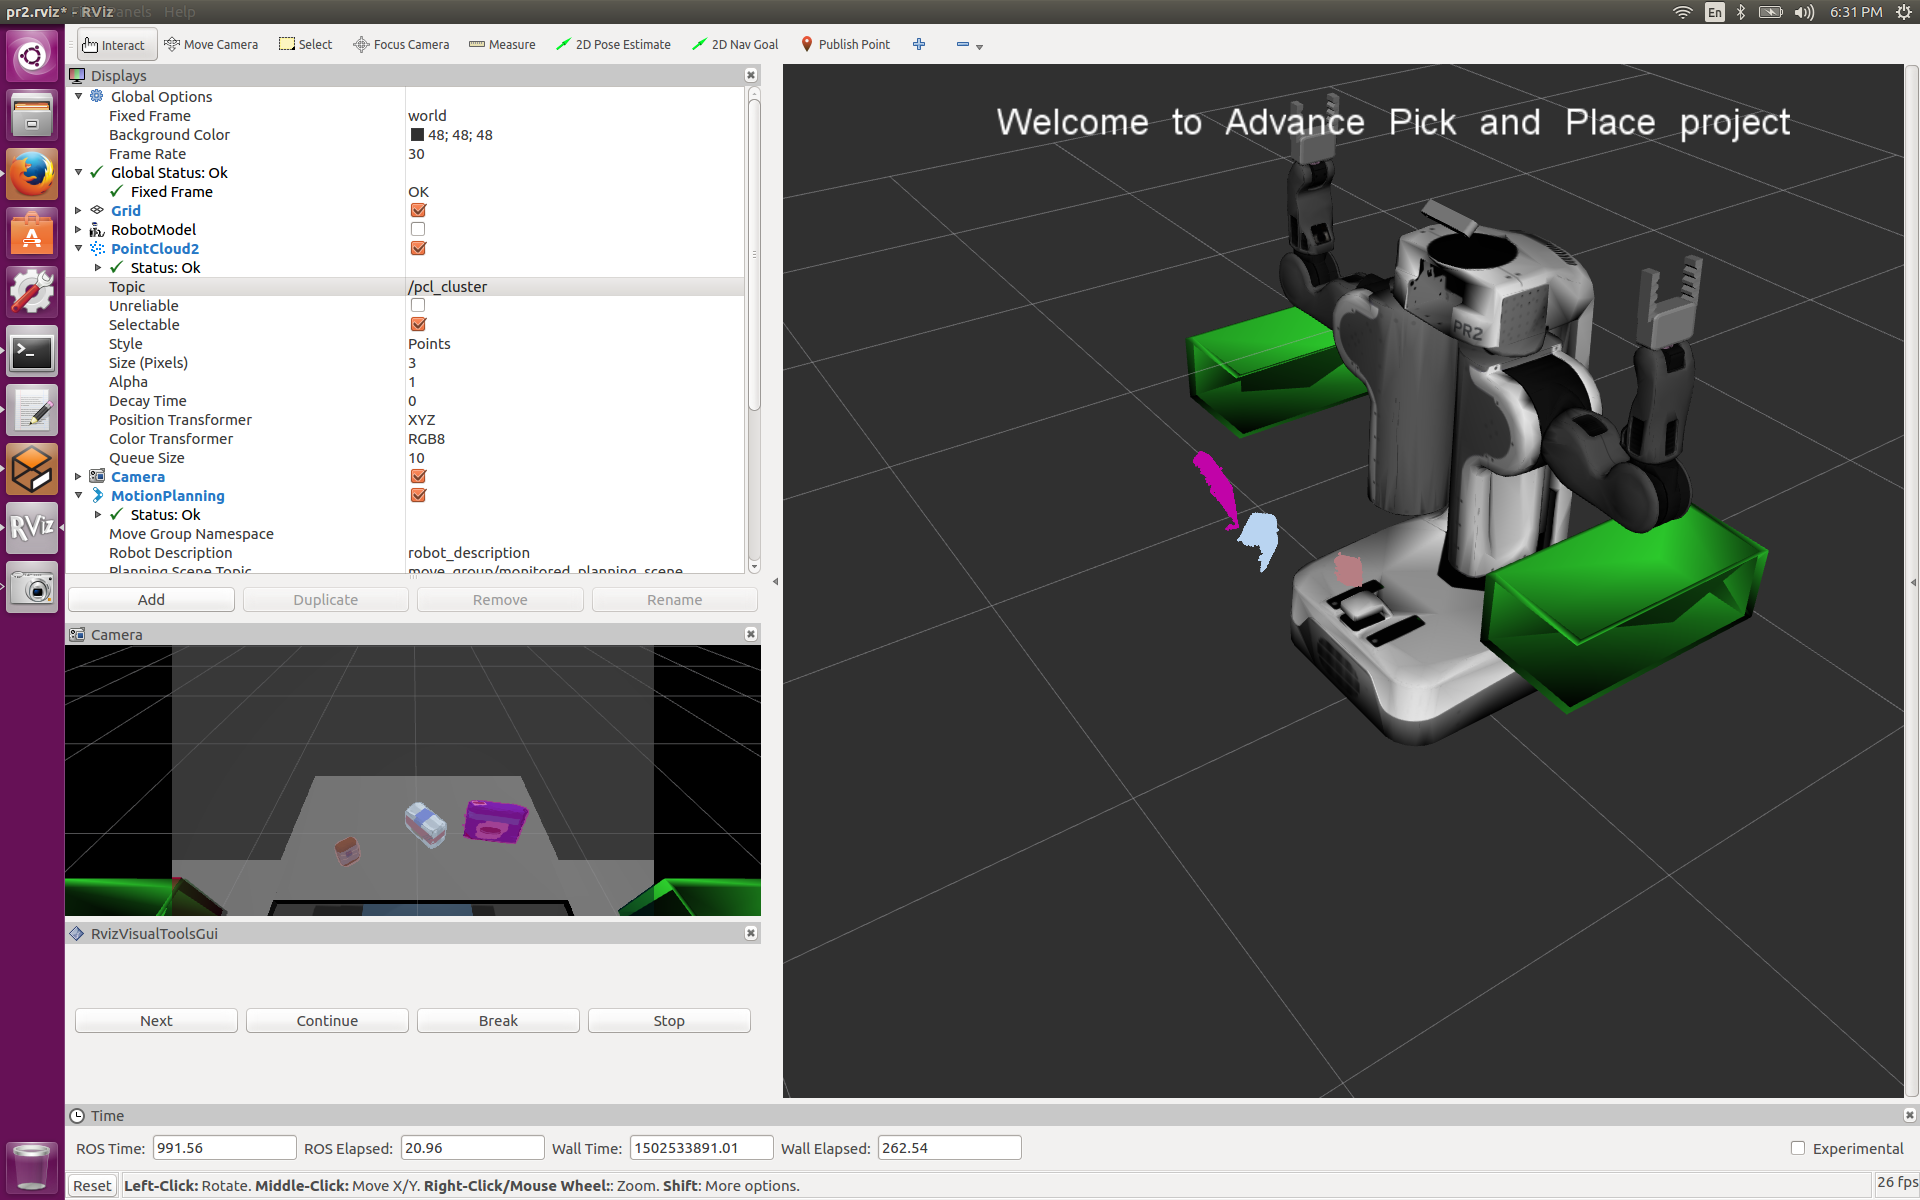 pr2.rviz* - RViz
Panels Help
En
6:31 PM
Interact
Move Camera
Select
Focus Camera
Measure
2D Pose Estimate
2D Nav Goal
Publish Point
Displays
Global Options
Fixed Frame world
Background Color 48; 48; 48
Frame Rate 30
Global Status: Ok
Fixed Frame OK
Grid
RobotModel
PointCloud2
Status: Ok
Topic /pcl_cluster
Unreliable
Selectable
Style Points
Size (Pixels) 3
Alpha 1
Decay Time 0
Position Transformer XYZ
Color Transformer RGB8
Queue Size 10
Camera
MotionPlanning
Status: Ok
Move Group Namespace
Robot Description robot_description
Planning Scene Topic move_group/monitored_planning_scene
Add Duplicate Remove Rename
Camera
RvizVisualToolsGui
Next Continue Break Stop
Welcome to Advance Pick and Place project
PR2
RViz
Time
ROS Time: 991.56 ROS Elapsed: 20.96 Wall Time: 1502533891.01 Wall Elapsed: 262.54 Experimental
Reset Left-Click: Rotate. Middle-Click: Move X/Y. Right-Click/Mouse Wheel:: Zoom. Shift: More options. 26 fps